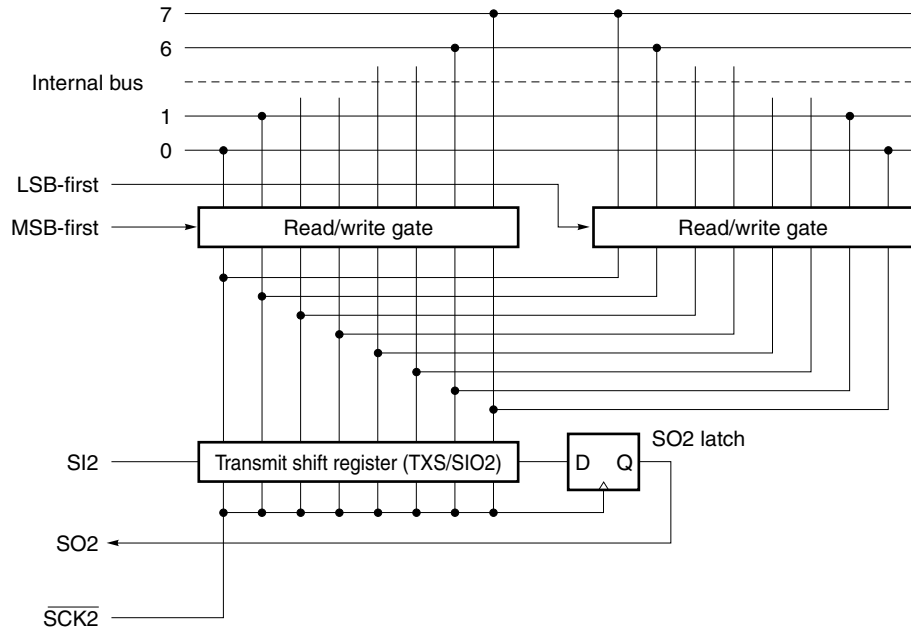 7
6
Internal bus
1
0
LSB-first
MSB-first
Read/write gate
Read/write gate
SO2 latch
SI2
Transmit shift register (TXS/SIO2)
D
Q
SO2
SCK2